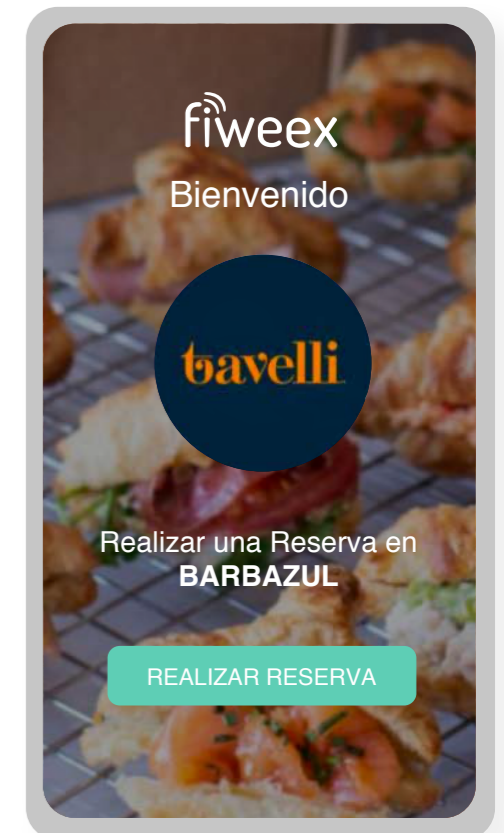 fiweex
Bienvenido
tavelli
Realizar una Reserva en
BARBAZUL
REALIZAR RESERVA